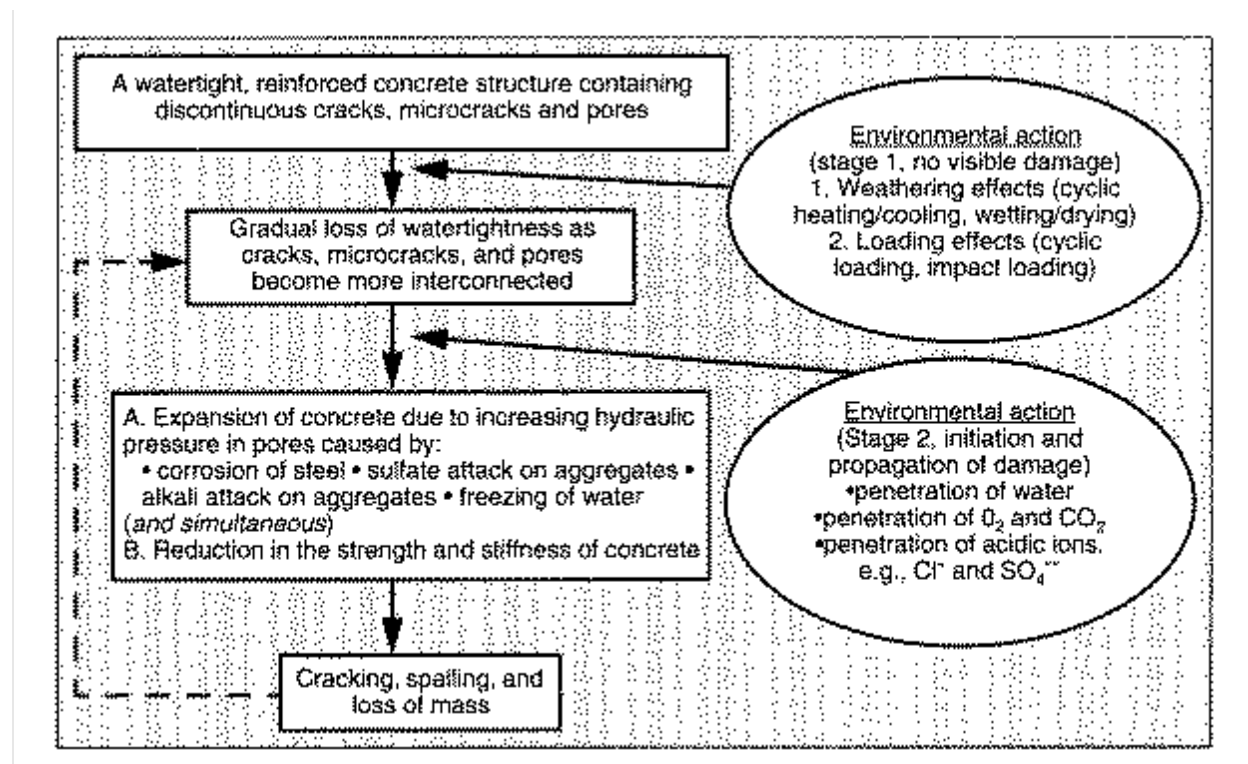 A watertight, reinforced concrete structure containing
discontinuous cracks, microcracks and pores
Environmental action
(stage 1, no visible damage)
1. Weathering effects (cyclic
heating/cooling, wetting/drying)
2. Loading effects (cyclic
loading, impact loading)
Gradual loss of watertightness as
cracks, microcracks, and pores
become more interconnected
A. Expansion of concrete due to increasing hydraulic
pressure in pores caused by:
• corrosion of steel • sulfate attack on aggregates •
alkali attack on aggregates • freezing of water
(and simultaneous)
B. Reduction in the strength and stiffness of concrete
Environmental action
(Stage 2, initiation and
propagation of damage)
•penetration of water
•penetration of 0₂ and CO₂
•penetration of acidic ions.
e.g., Cl⁻ and SO₄⁻⁻
Cracking, spalling, and
loss of mass